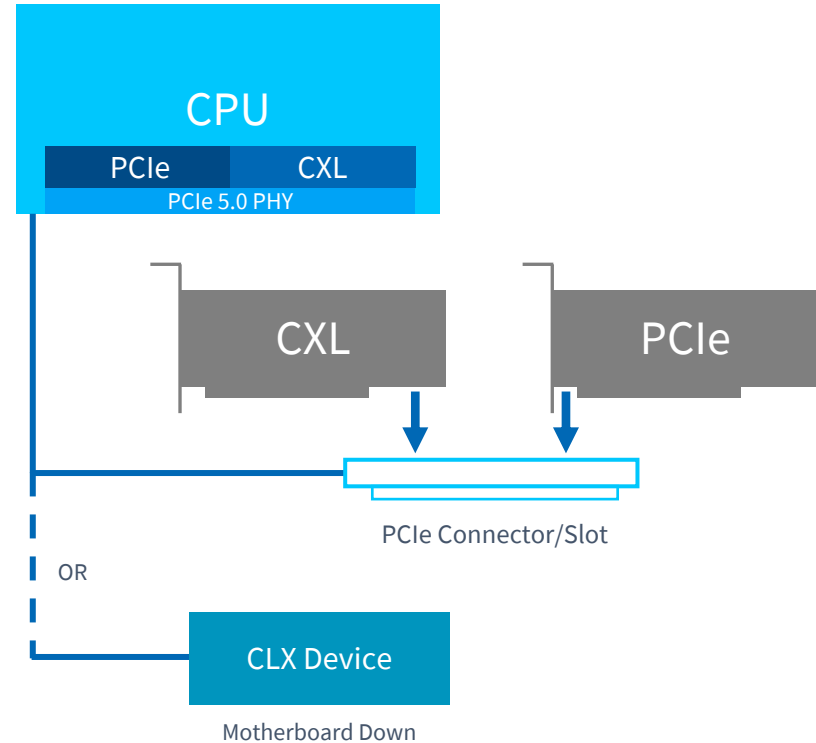 CPU
PCIe CXL
PCIe 5.0 PHY
CXL PCIe
PCIe Connector/Slot
OR
CLX Device
Motherboard Down